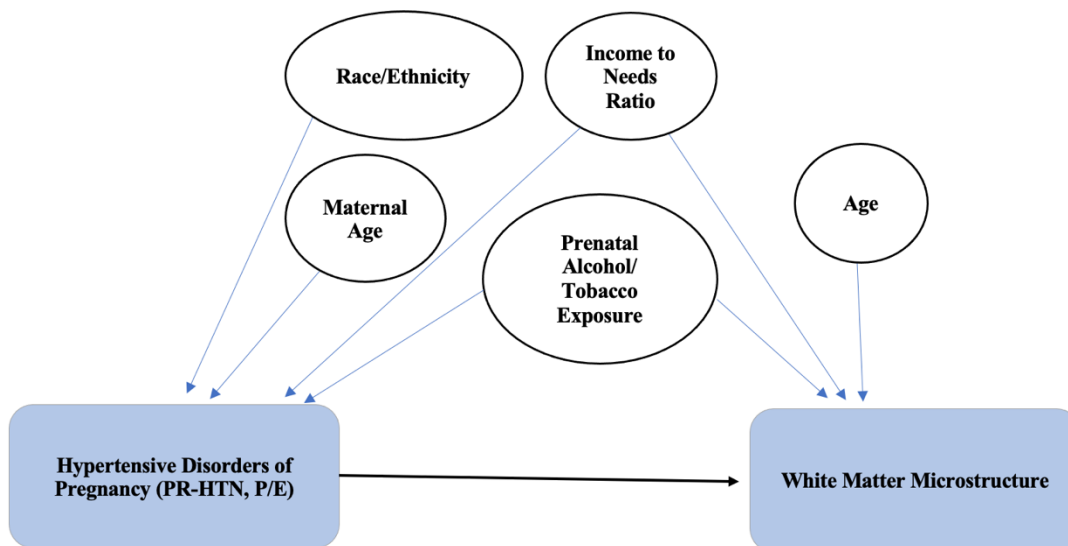 Race/Ethnicity
Income to
Needs
Ratio
Maternal
Age
Prenatal
Alcohol/
Tobacco
Exposure
Age
Hypertensive Disorders of
Pregnancy (PR-HTN, P/E)
White Matter Microstructure